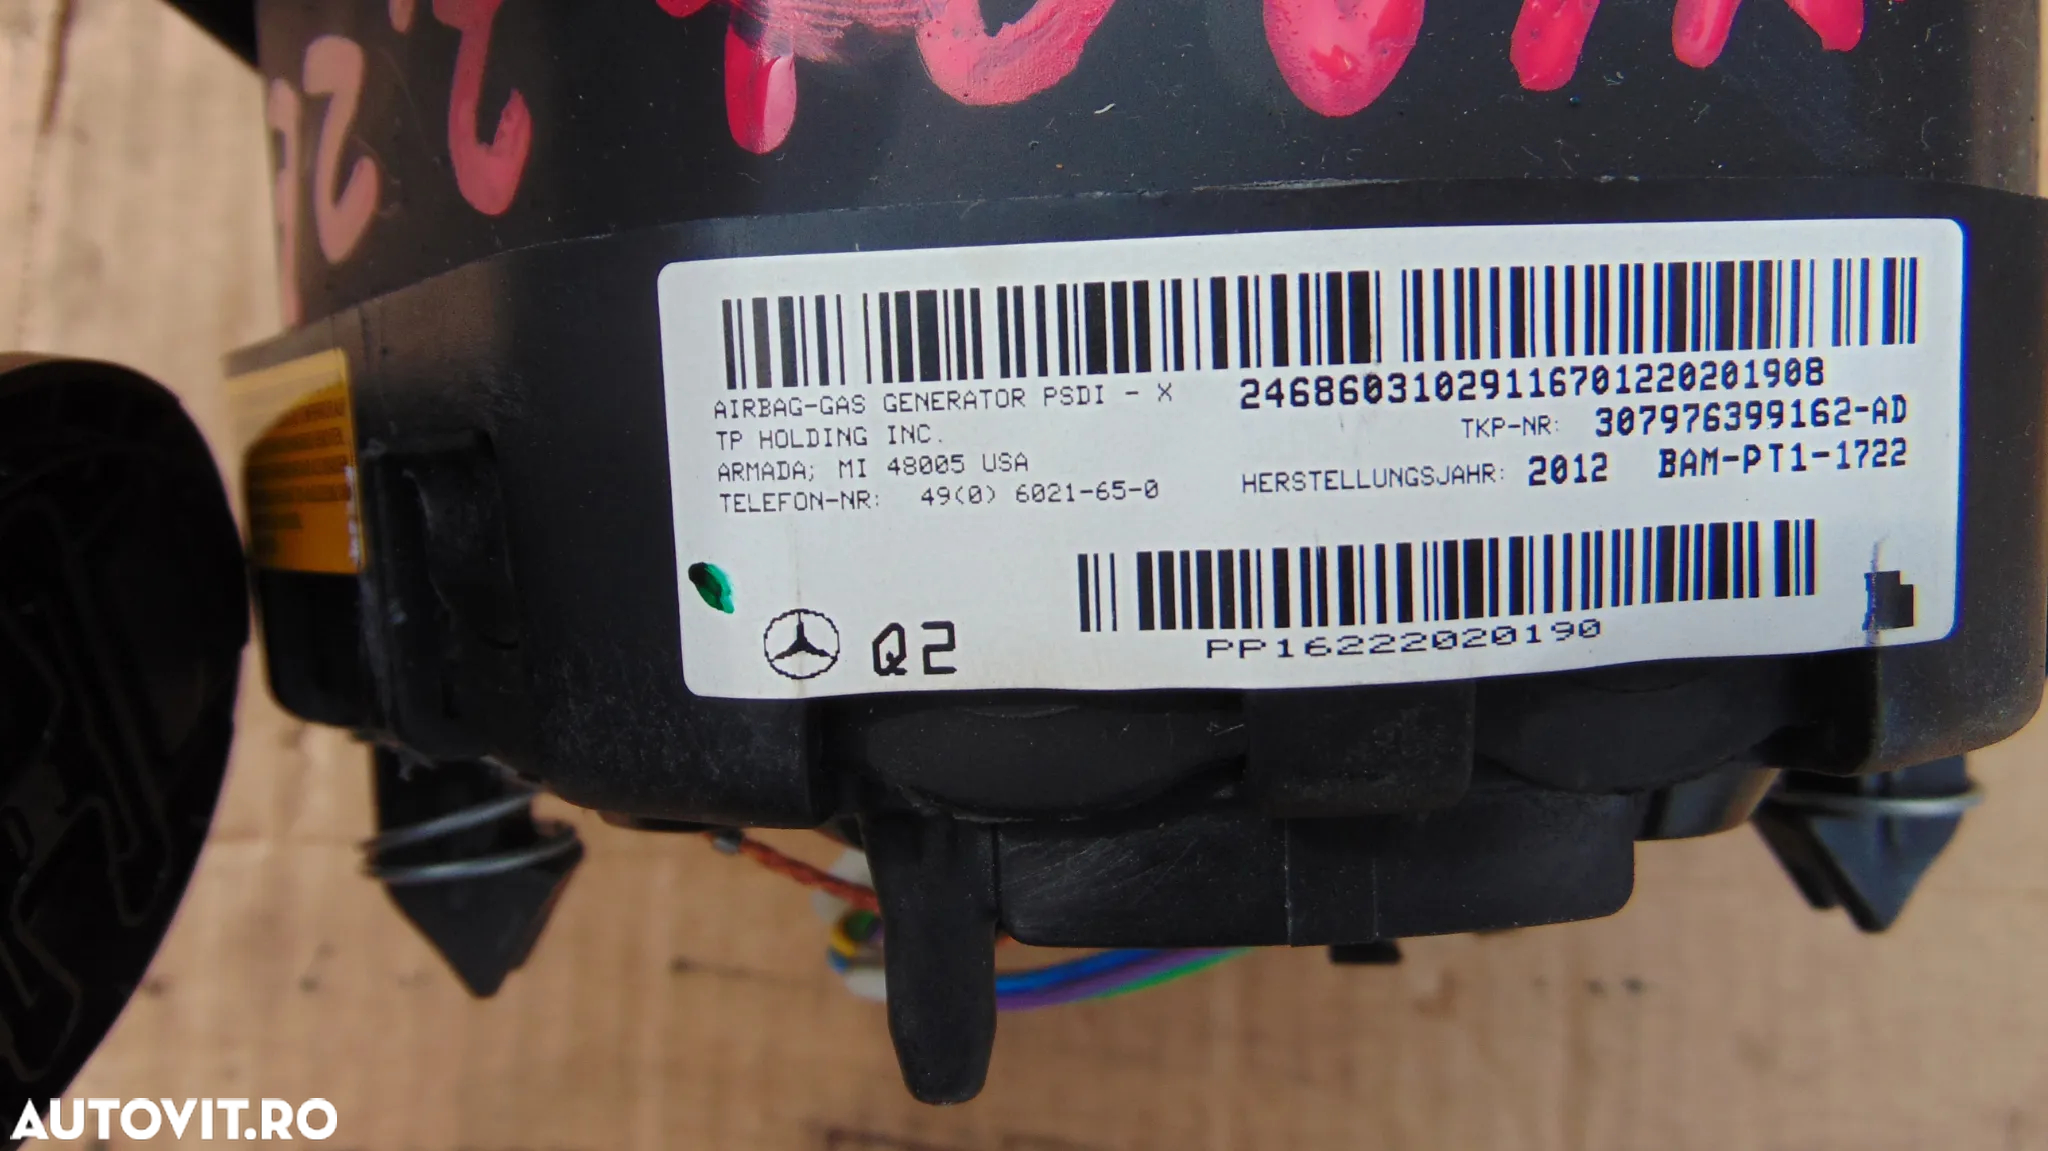 24686031029116701220201908
AIRBAG-GAS GENERATOR PSDI - X
TKP-NR: 307976399162-AD
TP HOLDING INC.
ARMADA; MI 48005 USA
HERSTELLUNGSJAHR: 2012 BAM-PT1-1722
TELEFON-NR: 49(0) 6021-65-0
Q2
PP16222020190
AUTOVIT.RO